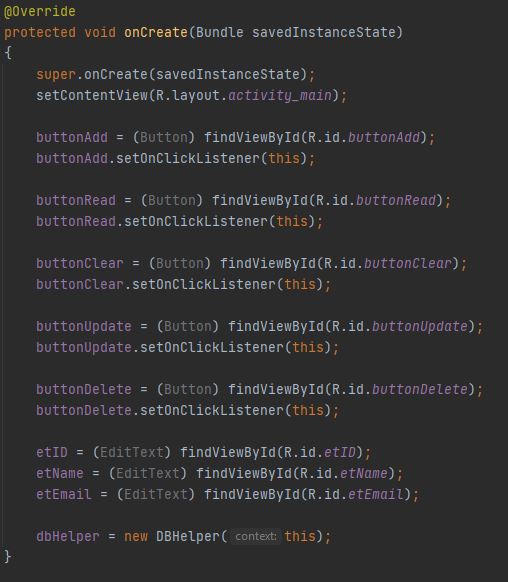 @Override
protected void onCreate(Bundle savedInstanceState)
{
    super.onCreate(savedInstanceState);
    setContentView(R.layout.activity_main);

    buttonAdd = (Button) findViewById(R.id.buttonAdd);
    buttonAdd.setOnClickListener(this);

    buttonRead = (Button) findViewById(R.id.buttonRead);
    buttonRead.setOnClickListener(this);

    buttonClear = (Button) findViewById(R.id.buttonClear);
    buttonClear.setOnClickListener(this);

    buttonUpdate = (Button) findViewById(R.id.buttonUpdate);
    buttonUpdate.setOnClickListener(this);

    buttonDelete = (Button) findViewById(R.id.buttonDelete);
    buttonDelete.setOnClickListener(this);

    etID = (EditText) findViewById(R.id.etID);
    etName = (EditText) findViewById(R.id.etName);
    etEmail = (EditText) findViewById(R.id.etEmail);

    dbHelper = new DBHelper( context: this);
}